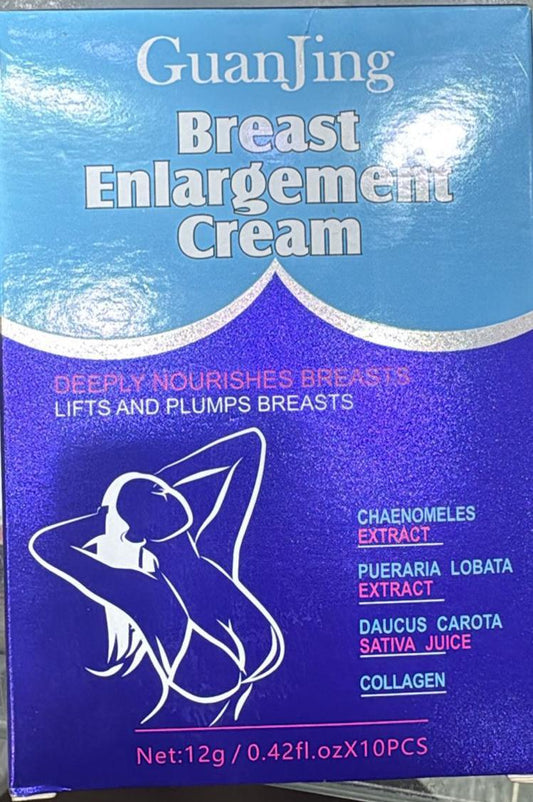 GuanJing
Breast
Enlargement
Cream
DEEPLY NOURISHES BREASTS
LIFTS AND PLUMPS BREASTS
CHAENOMELES
EXTRACT
PUERARIA LOBATA
EXTRACT
DAUCUS CAROTA
SATIVA JUICE
COLLAGEN
Net:12g / 0.42fl.ozX10PCS